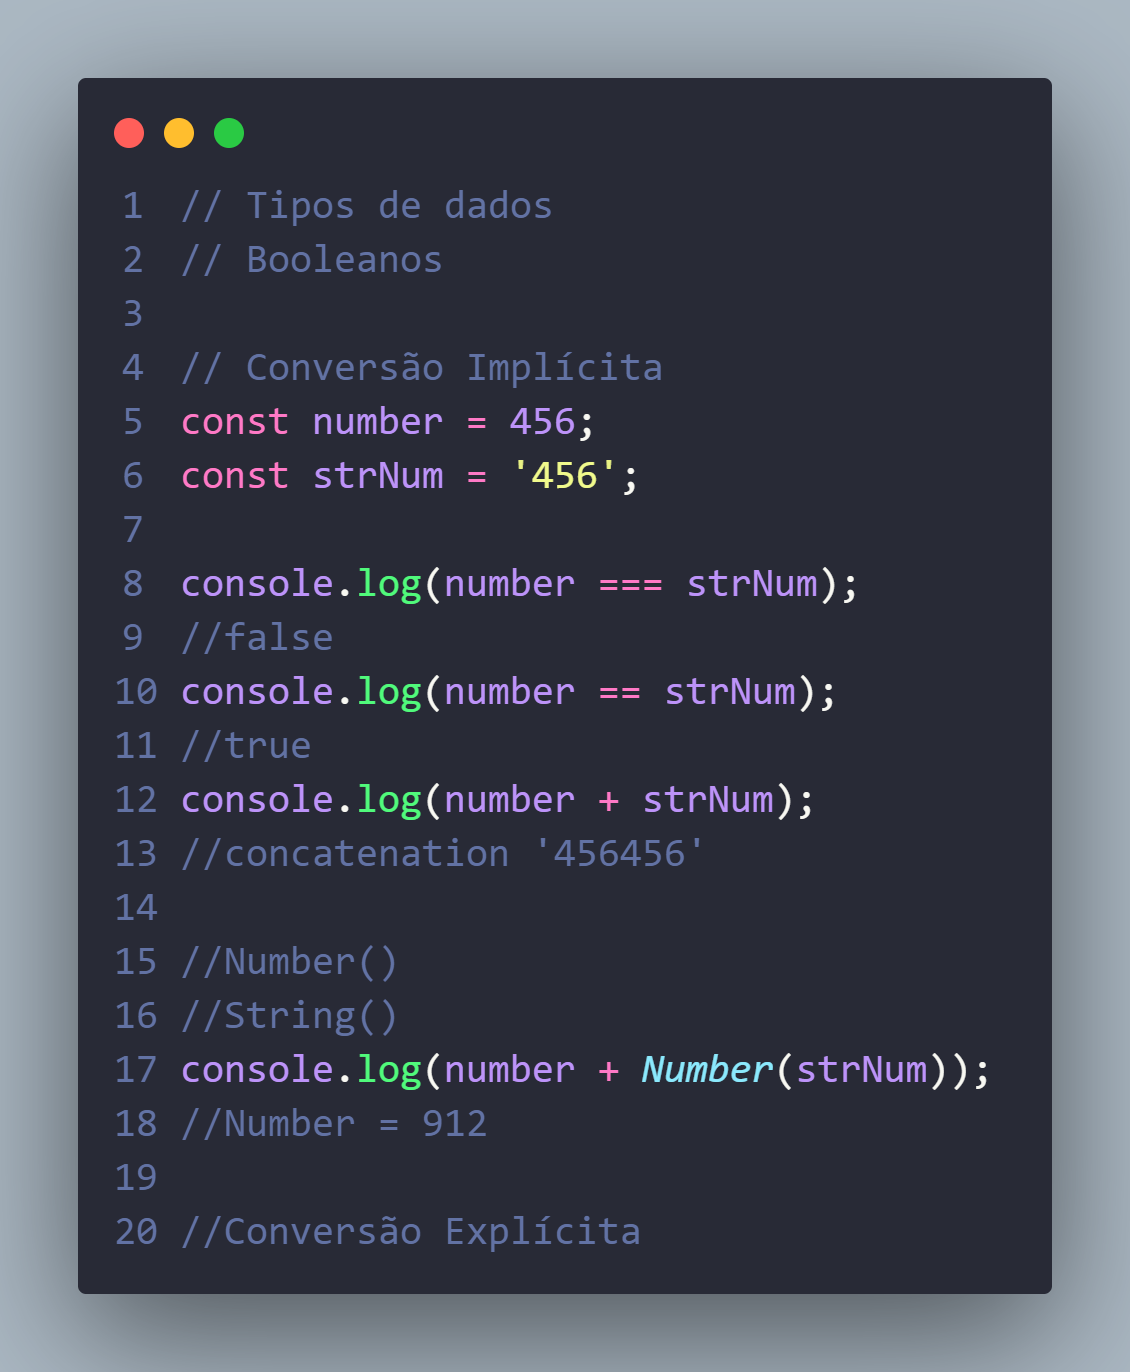 1 // Tipos de dados
2 // Booleanos
3
4 // Conversão Implícita
5 const number = 456;
6 const strNum = '456';
7
8 console.log(number === strNum);
9 //false
10 console.log(number == strNum);
11 //true
12 console.log(number + strNum);
13 //concatenation '456456'
14
15 //Number()
16 //String()
17 console.log(number + Number(strNum));
18 //Number = 912
19
20 //Conversão Explícita